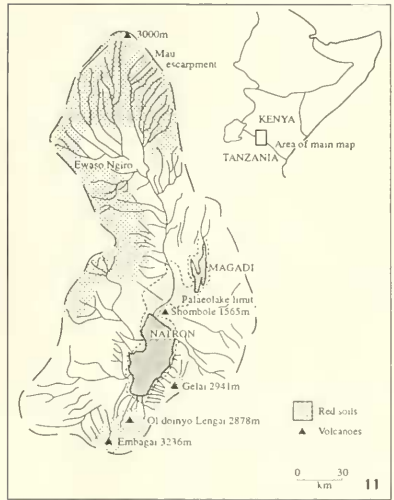 3000m
Mau
escarpment
KENYA
Area of main map
TANZANIA
Ewaso Ngiro
MAGADI
Palaeolake limit
Shombole 1565m
NATRON
Gelai 2941m
Ol doinyo Lengai 2878m
Embagai 3236m
Red soils
Volcanoes
0 30
km
11